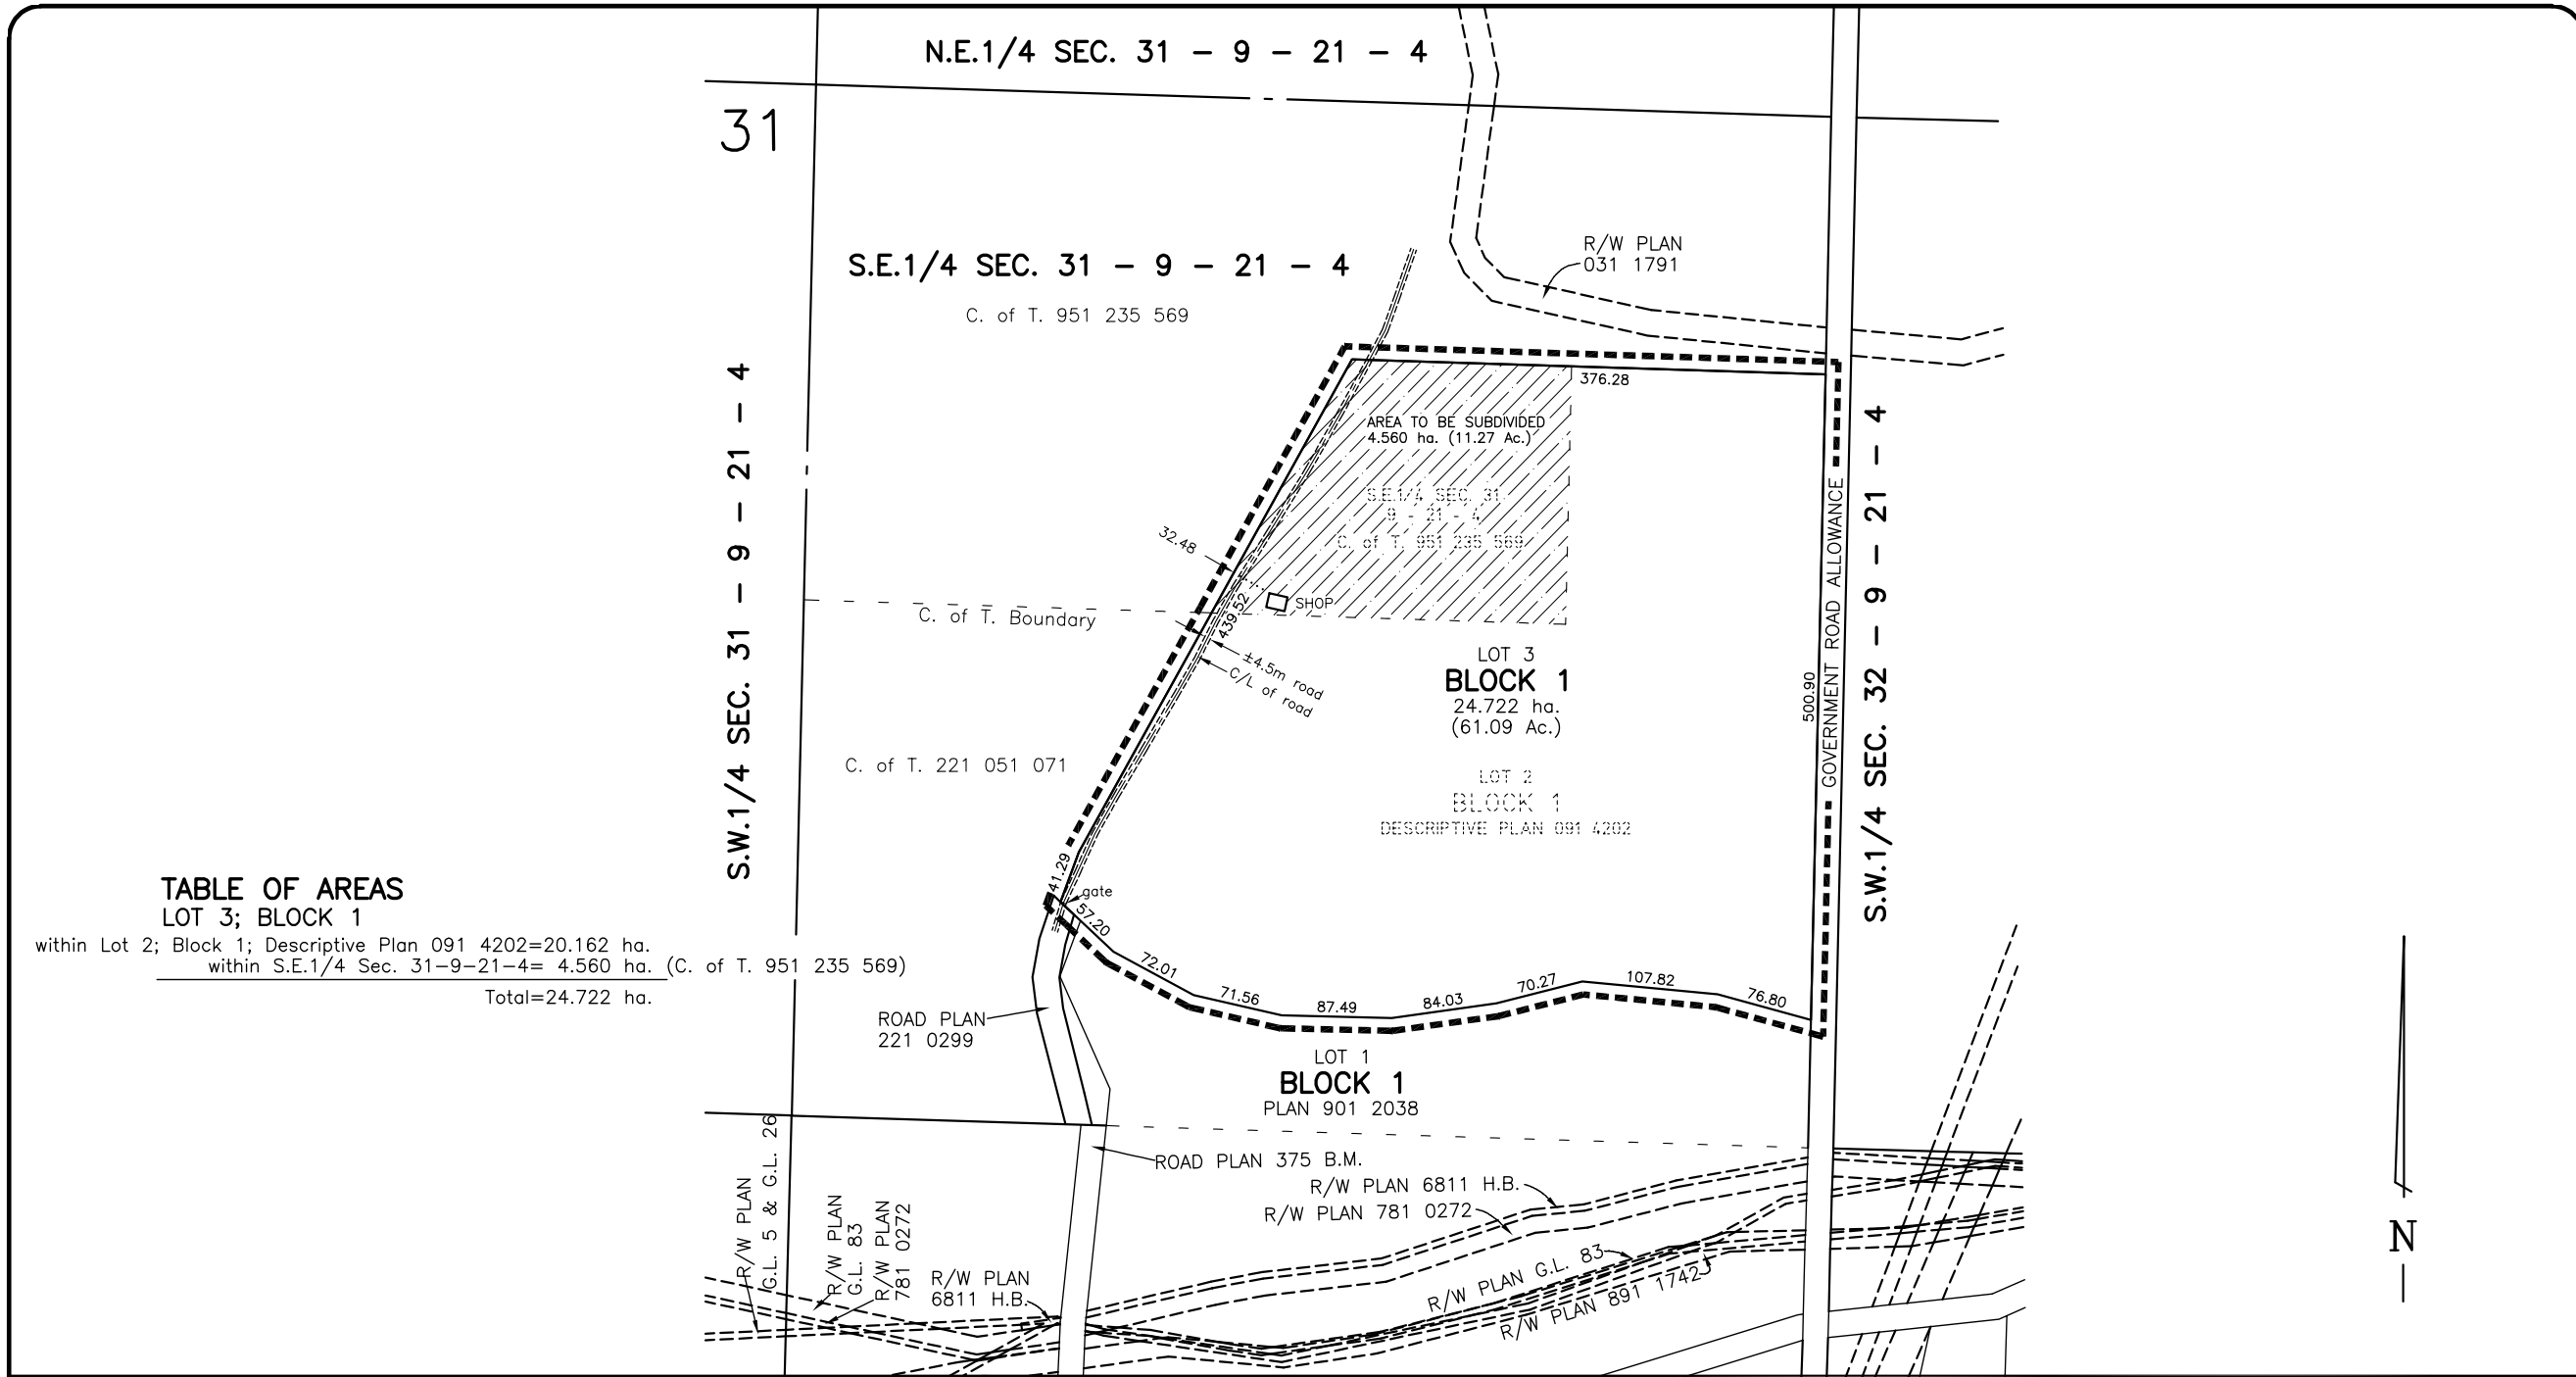 N.E.1/4 SEC. 31 - 9 - 21 - 4
31
S.E.1/4 SEC. 31 - 9 - 21 - 4
C. of T. 951 235 569
R/W PLAN
031 1791
376.28
AREA TO BE SUBDIVIDED
4.560 ha. (11.27 Ac.)
S.E.1/4 SEC. 31
9 - 21 - 4
C. of T. 951 235 569
32.48
439.52
SHOP
C. of T. Boundary
±4.5m road
C/L of road
S.W.1/4 SEC. 31 - 9 - 21 - 4
GOVERNMENT ROAD ALLOWANCE
500.90
S.W.1/4 SEC. 32 - 9 - 21 - 4
LOT 3
BLOCK 1
24.722 ha.
(61.09 Ac.)
C. of T. 221 051 071
LOT 2
BLOCK 1
DESCRIPTIVE PLAN 091 4202
41.29
gate
57.20
72.01
71.56
87.49
84.03
70.27
107.82
76.80
TABLE OF AREAS
LOT 3; BLOCK 1
within Lot 2; Block 1; Descriptive Plan 091 4202=20.162 ha.
within S.E.1/4 Sec. 31-9-21-4= 4.560 ha. (C. of T. 951 235 569)
Total=24.722 ha.
ROAD PLAN
221 0299
LOT 1
BLOCK 1
PLAN 901 2038
ROAD PLAN 375 B.M.
R/W PLAN 6811 H.B.
R/W PLAN 781 0272
R/W PLAN
G.L. 5 & G.L. 26
R/W PLAN
G.L. 83
R/W PLAN
781 0272
R/W PLAN
6811 H.B.
R/W PLAN G.L. 83
R/W PLAN 891 1742
N